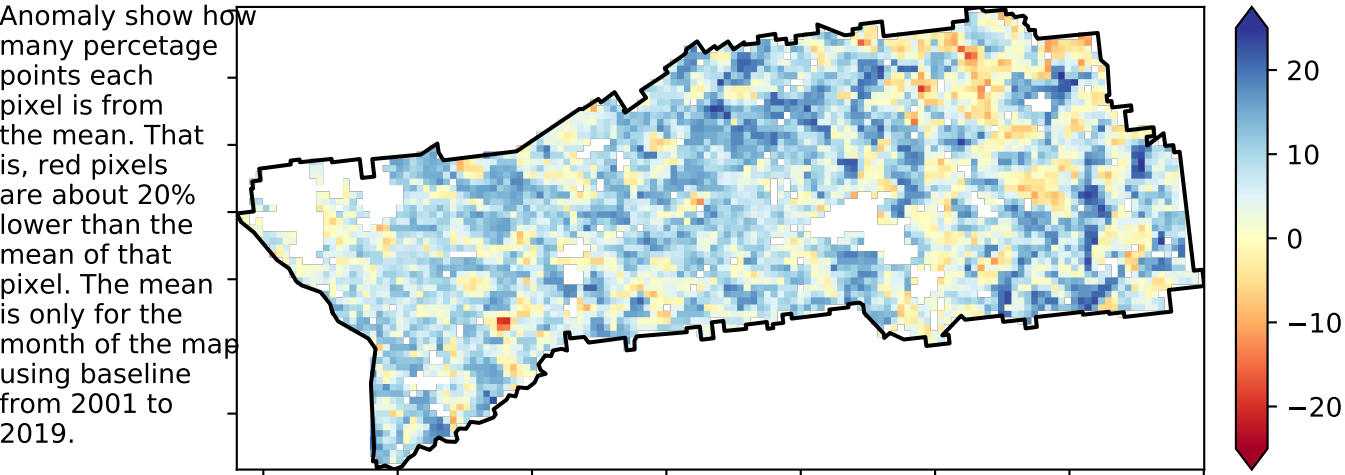 Anomaly show how
many percetage
points each
pixel is from
the mean. That
is, red pixels
are about 20%
lower than the
mean of that
pixel. The mean
is only for the
month of the map
using baseline
from 2001 to
2019.
20
10
0
−10
−20